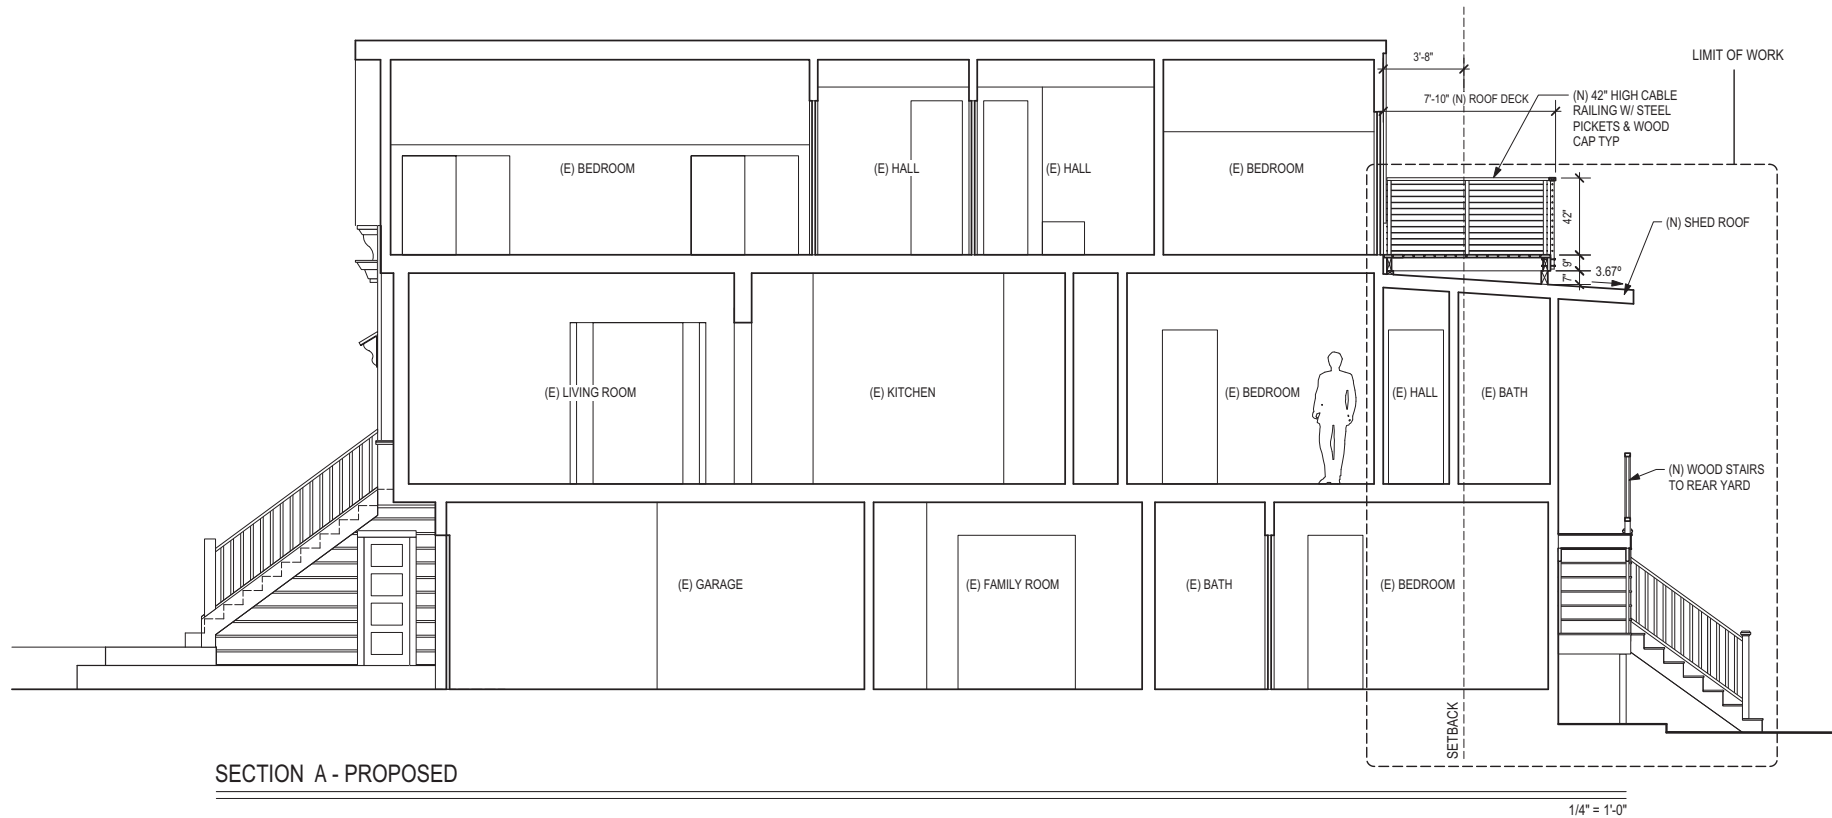 3'-8"
LIMIT OF WORK
7'-10" (N) ROOF DECK
(N) 42" HIGH CABLE
RAILING W/ STEEL
PICKETS & WOOD
CAP TYP
(E) BEDROOM
(E) HALL
(E) HALL
(E) BEDROOM
42"
(N) SHED ROOF
9"
7"
3.67°
(E) LIVING ROOM
(E) KITCHEN
(E) BEDROOM
(E) HALL
(E) BATH
(N) WOOD STAIRS
TO REAR YARD
(E) GARAGE
(E) FAMILY ROOM
(E) BATH
(E) BEDROOM
SETBACK
SECTION A - PROPOSED
1/4" = 1'-0"